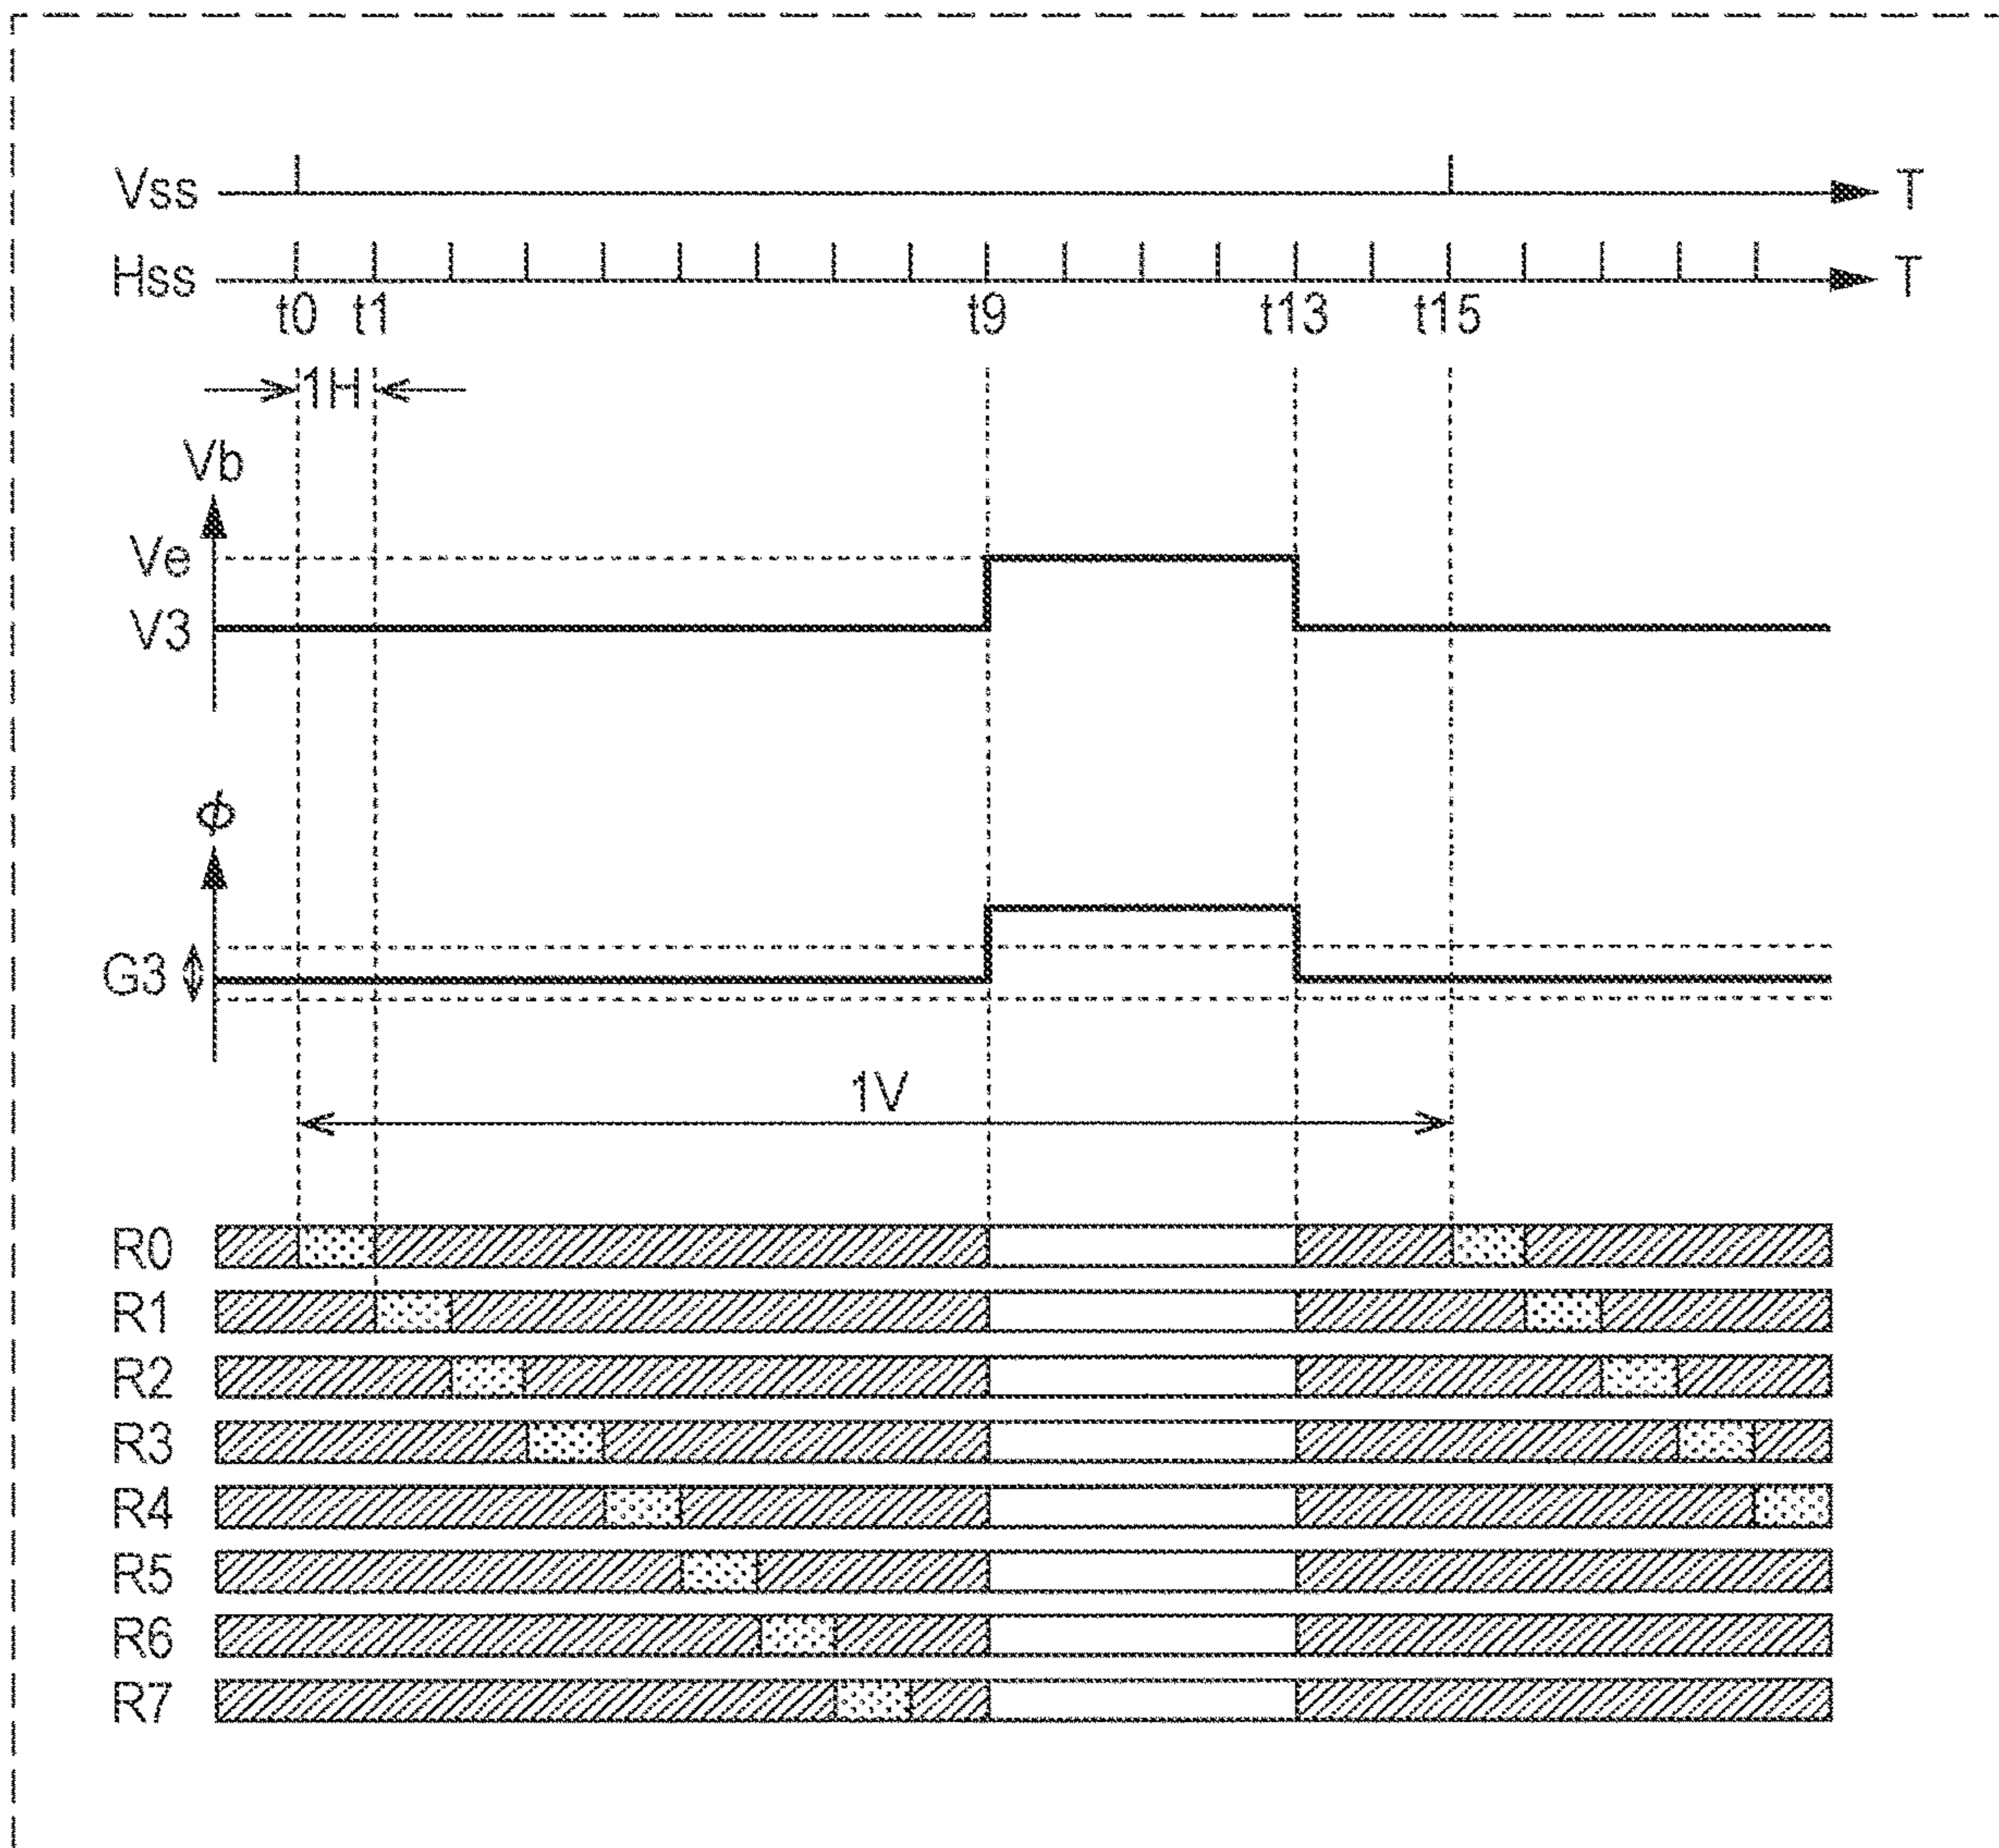 Vss T
Hss T
t0 t1 t9 t13 t15
1H
Vb
Ve
V3
ϕ
G3
1V
R0
R1
R2
R3
R4
R5
R6
R7